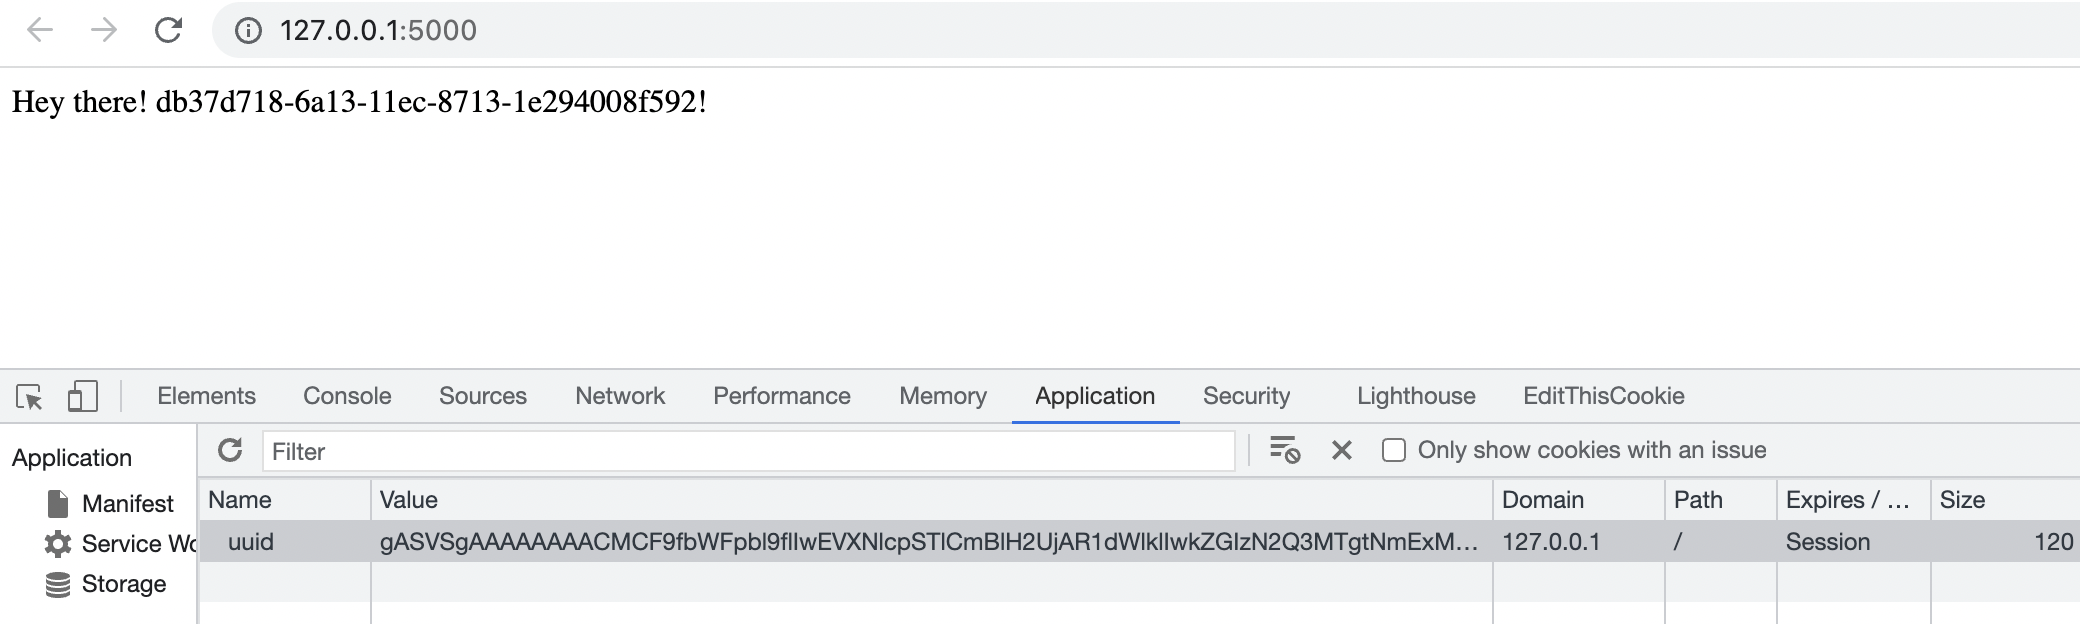 127.0.0.1:5000
Hey there! db37d718-6a13-11ec-8713-1e294008f592!
Elements Console Sources Network Performance Memory Application Security Lighthouse EditThisCookie
Application
Filter
Only show cookies with an issue
Manifest
Service Wo
Storage
Name Value Domain Path Expires / ... Size
uuid gASVSgAAAAAAAACMCF9fbWFpbl9flIwEVXNlcpSTlCmBlH2UjAR1dWlklIwkZGIzN2Q3MTgtNmExM... 127.0.0.1 / Session 120